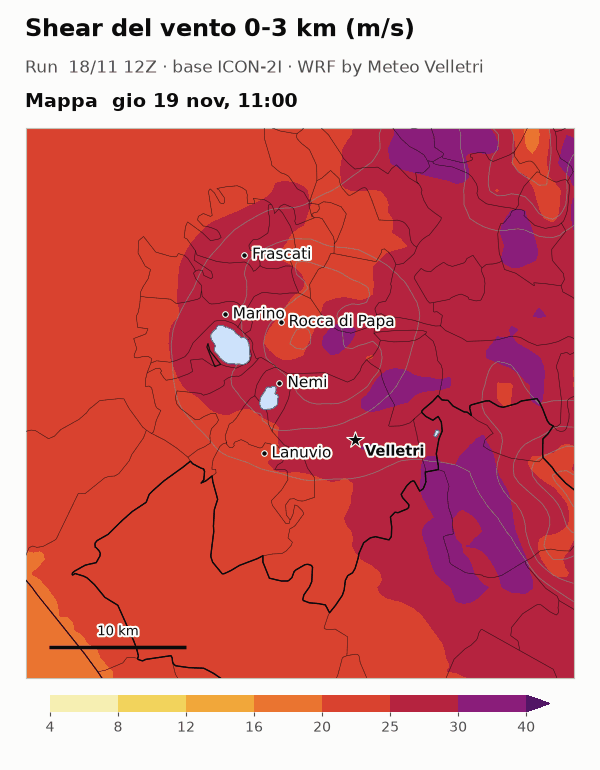 Shear del vento 0-3 km (m/s)
Run  18/11 12Z · base ICON-2I · WRF by Meteo Velletri
Mappa  gio 19 nov, 11:00
Frascati
Marino
Rocca di Papa
Nemi
Velletri
Lanuvio
10 km
4 8 12 16 20 25 30 40